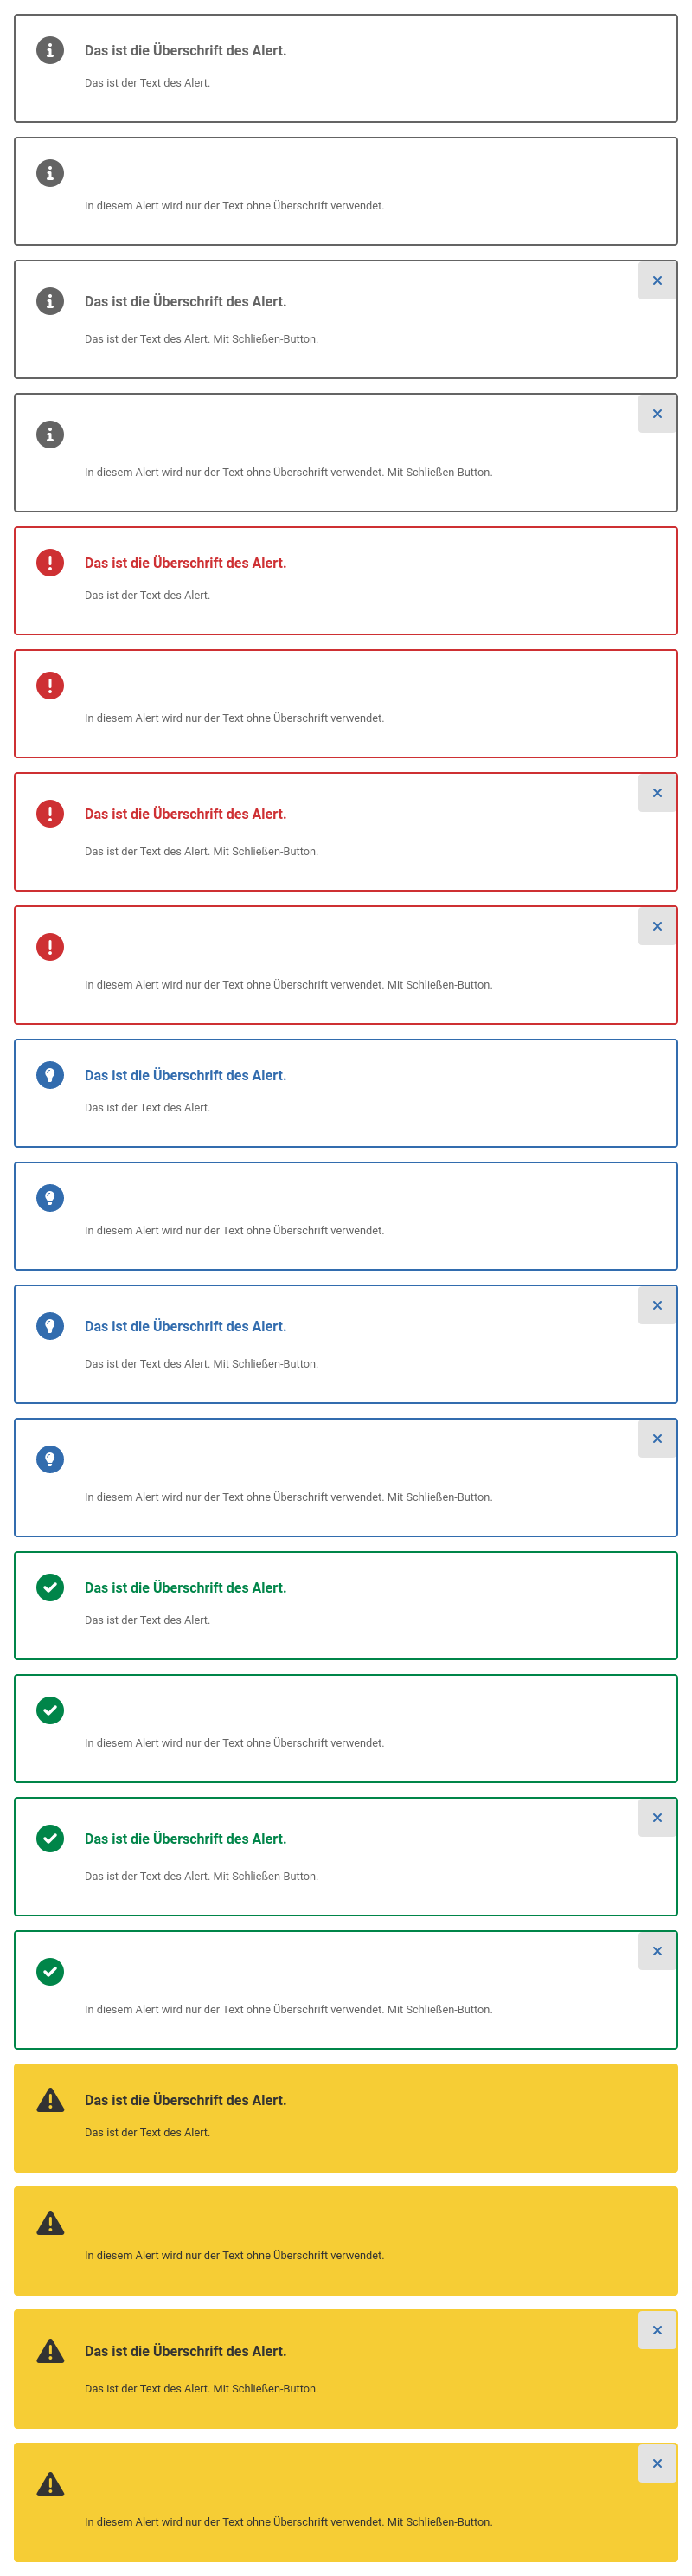 Das ist die Überschrift des Alert.
Das ist der Text des Alert.
In diesem Alert wird nur der Text ohne Überschrift verwendet.
Das ist die Überschrift des Alert.
Das ist der Text des Alert. Mit Schließen-Button.
In diesem Alert wird nur der Text ohne Überschrift verwendet. Mit Schließen-Button.
Das ist die Überschrift des Alert.
Das ist der Text des Alert.
In diesem Alert wird nur der Text ohne Überschrift verwendet.
Das ist die Überschrift des Alert.
Das ist der Text des Alert. Mit Schließen-Button.
In diesem Alert wird nur der Text ohne Überschrift verwendet. Mit Schließen-Button.
Das ist die Überschrift des Alert.
Das ist der Text des Alert.
In diesem Alert wird nur der Text ohne Überschrift verwendet.
Das ist die Überschrift des Alert.
Das ist der Text des Alert. Mit Schließen-Button.
In diesem Alert wird nur der Text ohne Überschrift verwendet. Mit Schließen-Button.
Das ist die Überschrift des Alert.
Das ist der Text des Alert.
In diesem Alert wird nur der Text ohne Überschrift verwendet.
Das ist die Überschrift des Alert.
Das ist der Text des Alert. Mit Schließen-Button.
In diesem Alert wird nur der Text ohne Überschrift verwendet. Mit Schließen-Button.
Das ist die Überschrift des Alert.
Das ist der Text des Alert.
In diesem Alert wird nur der Text ohne Überschrift verwendet.
Das ist die Überschrift des Alert.
Das ist der Text des Alert. Mit Schließen-Button.
In diesem Alert wird nur der Text ohne Überschrift verwendet. Mit Schließen-Button.